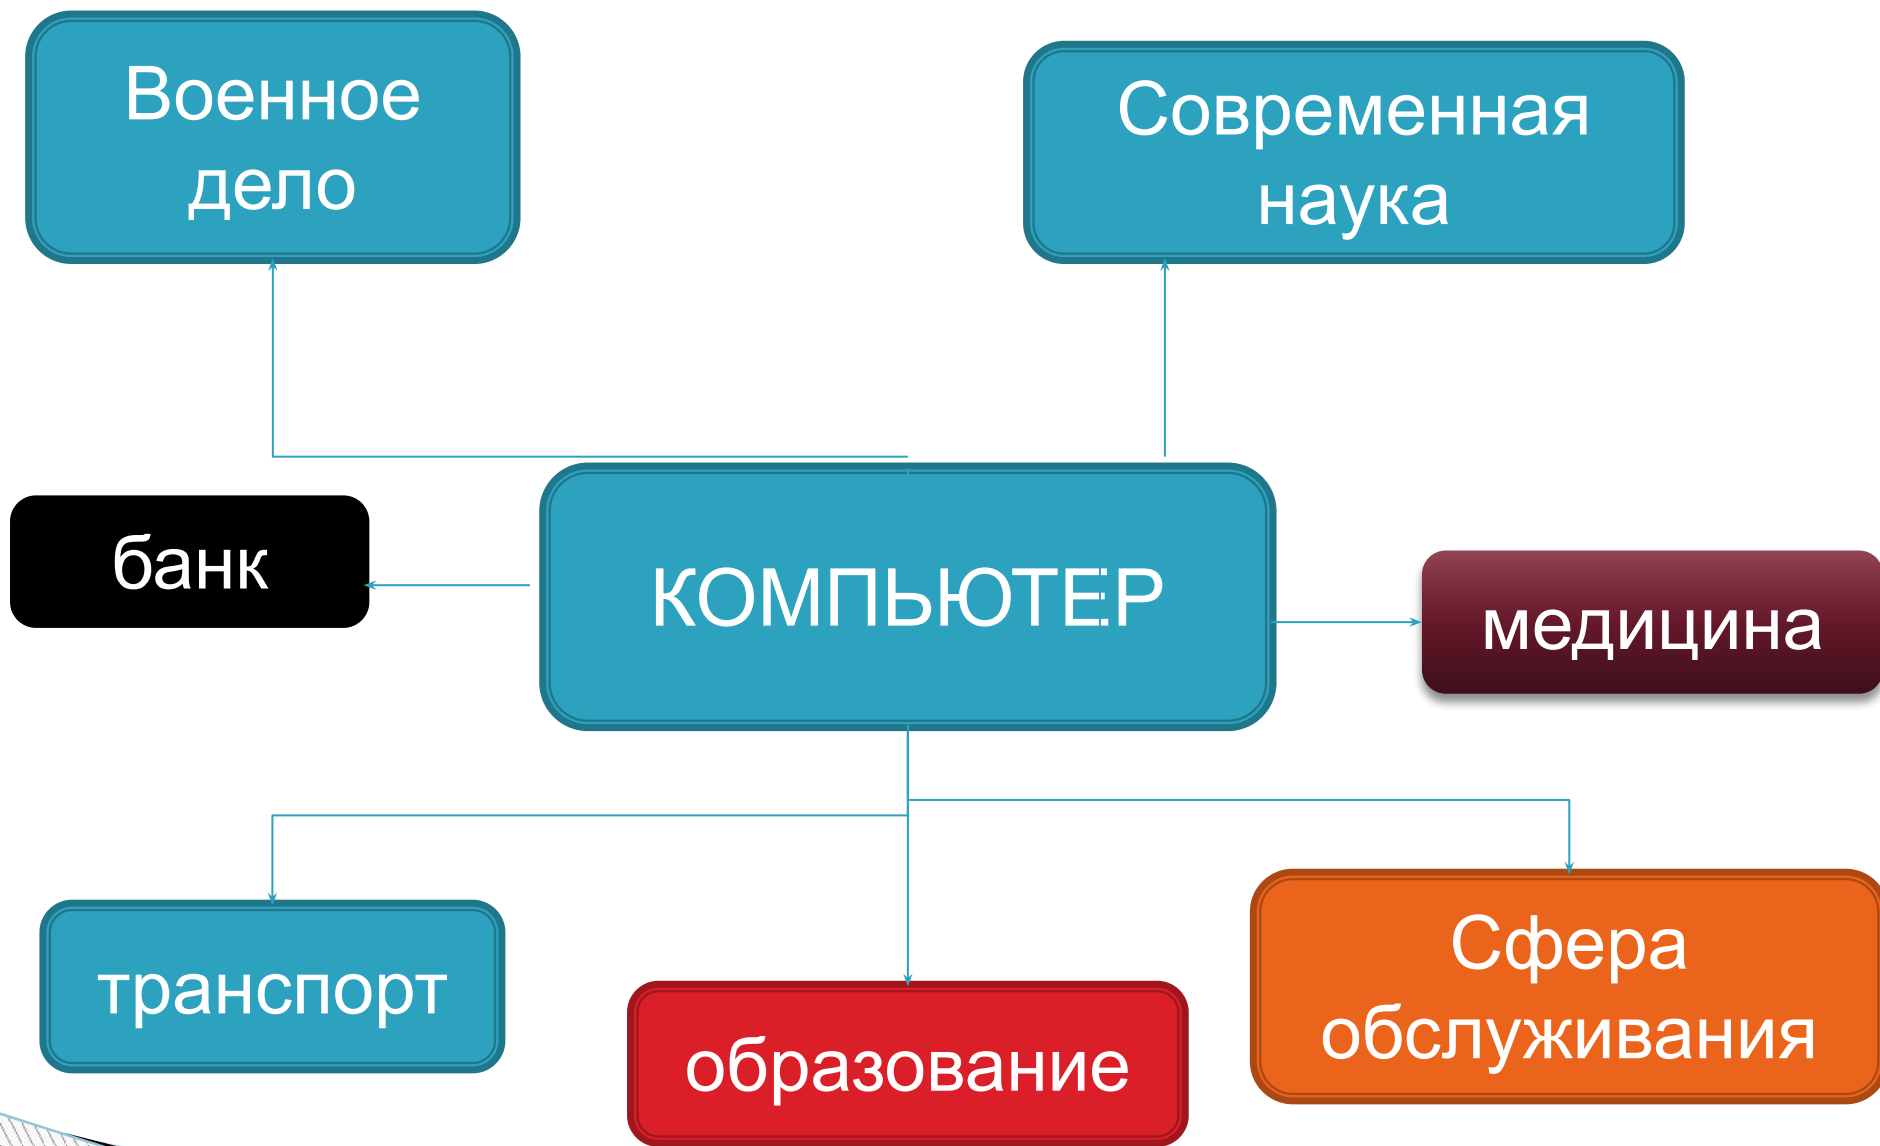 Военное
дело
Современная
наука
банк
КОМПЬЮТЕР
медицина
транспорт
образование
Сфера
обслуживания